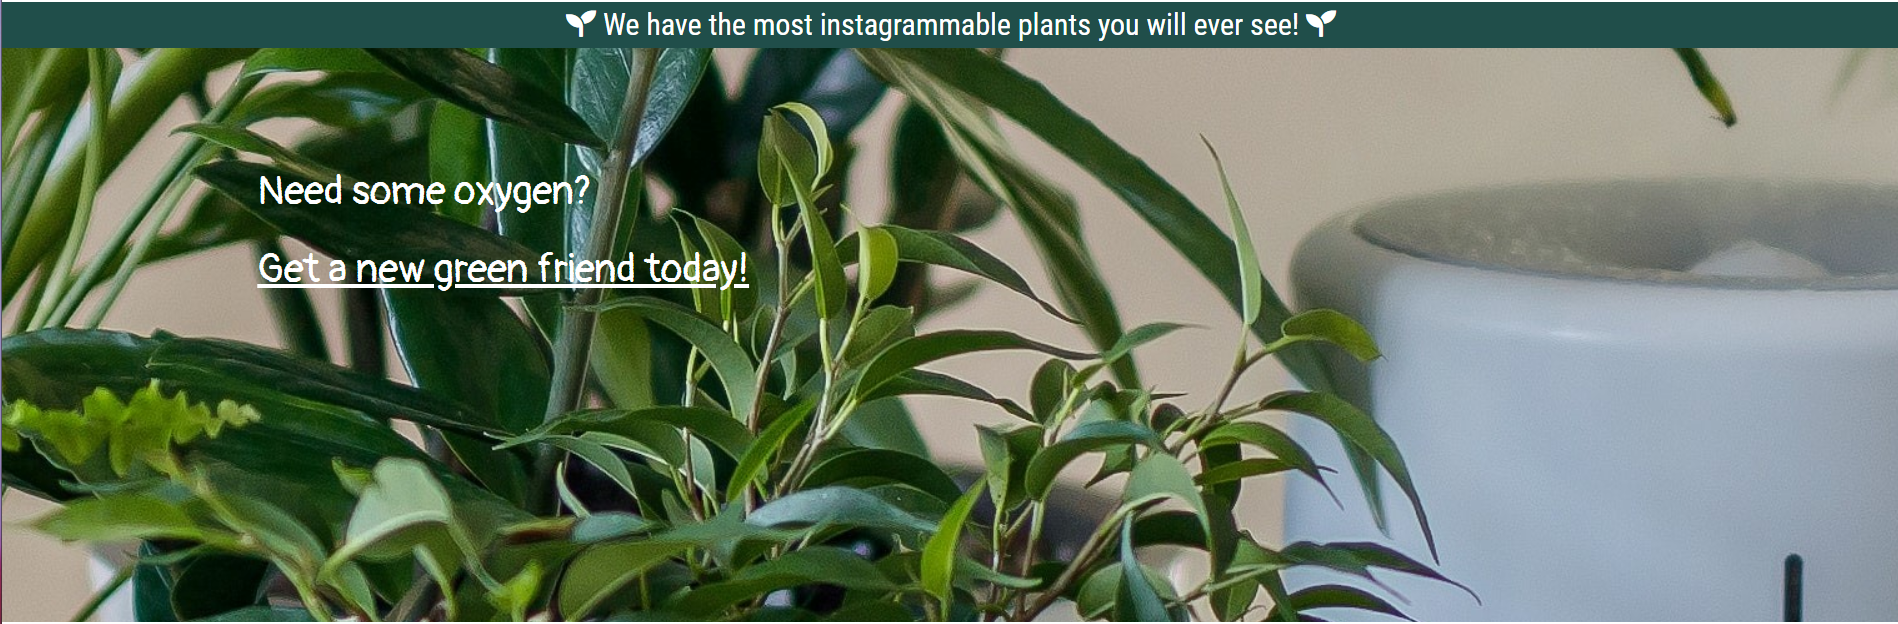 We have the most instagrammable plants you will ever see!
Need some oxygen?
Get a new green friend today!